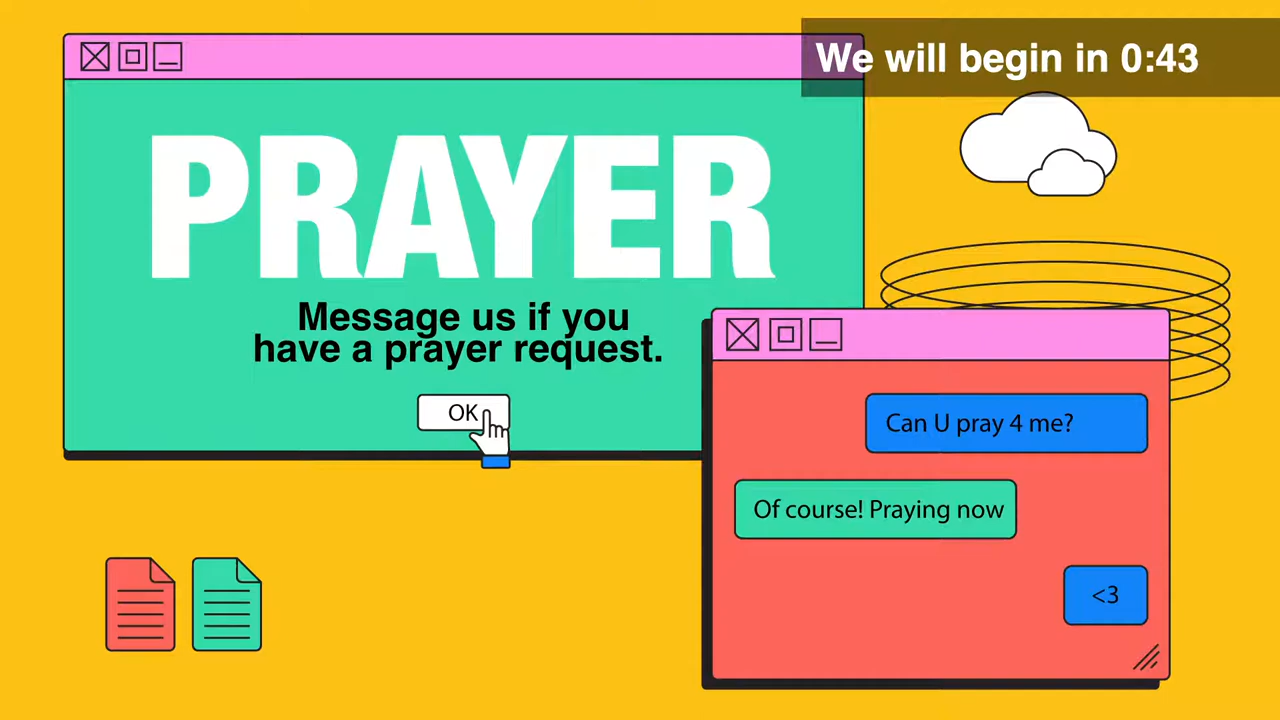 We will begin in 0:43
PRAYER
Message us if you
have a prayer request.
OK
Can U pray 4 me?
Of course! Praying now
<3